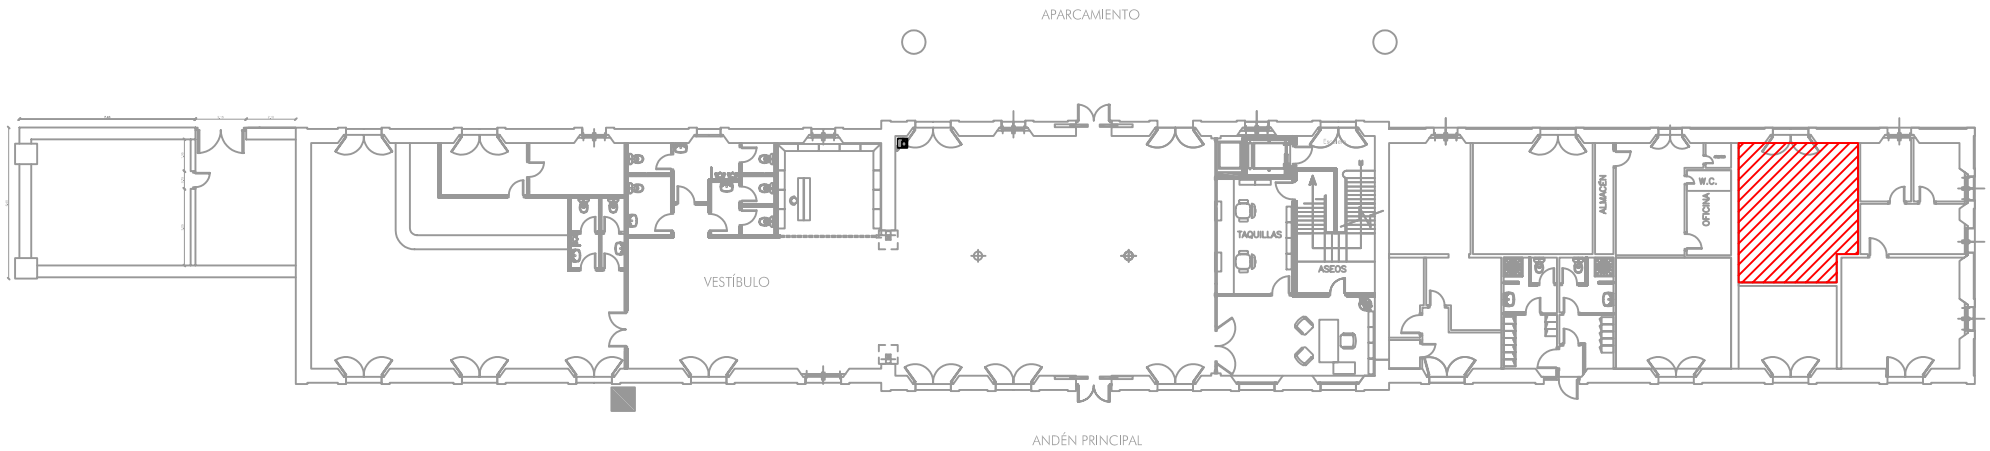 APARCAMIENTO
ALMACÉN
W.C.
OFICINA
TAQUILLAS
ASEOS
VESTÍBULO
ANDÉN PRINCIPAL